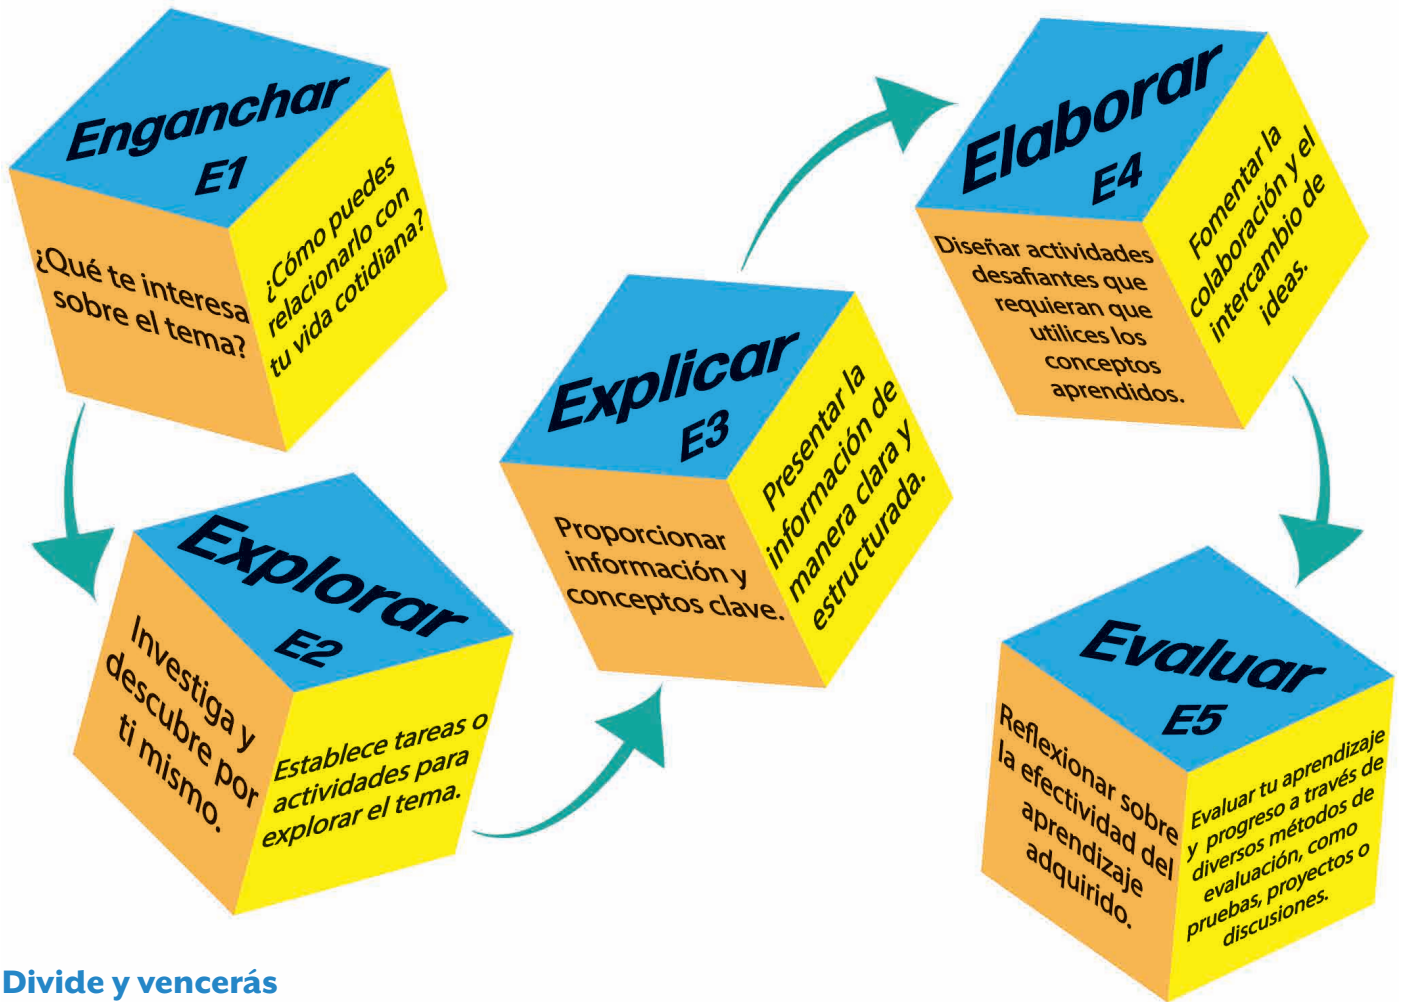 Enganchar
E1
¿Qué te interesa
sobre el tema?
¿Cómo puedes
relacionarlo con
tu vida cotidiana?
Explorar
E2
Investiga y
descubre por
ti mismo.
Establece tareas o
actividades para
explorar el tema.
Explicar
E3
Proporcionar
información y
conceptos clave.
Presentar la
información de
manera clara y
estructurada.
Elaborar
E4
Diseñar actividades
desafiantes que
requieran que
utilices los
conceptos
aprendidos.
Fomentar la
colaboración y el
intercambio de
ideas.
Evaluar
E5
Reflexionar sobre
la efectividad del
aprendizaje
adquirido.
Evaluar tu aprendizaje
y progreso a través de
diversos métodos de
evaluación, como
pruebas, proyectos o
discusiones.
Divide y vencerás